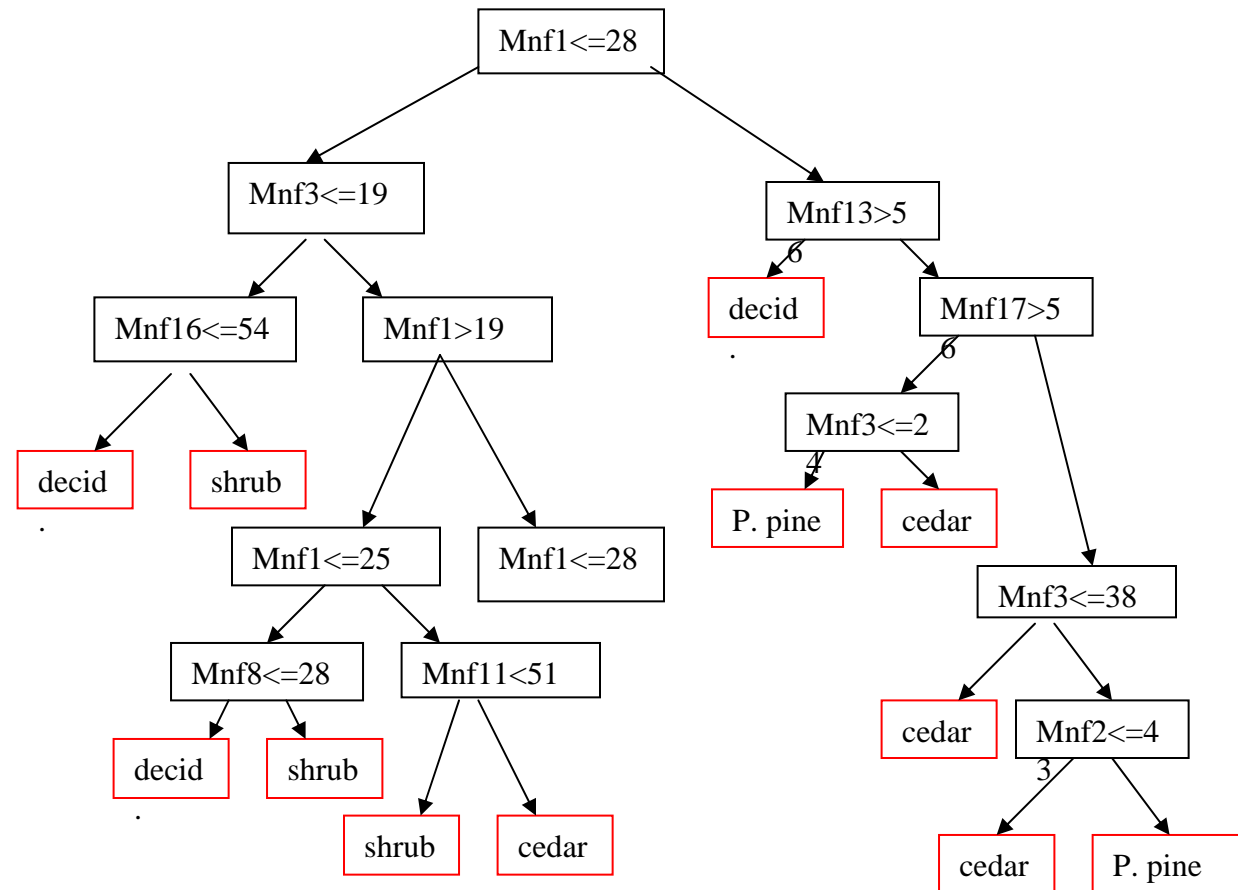 Mnf1<=28
Mnf3<=19
Mnf13>5
6
Mnf16<=54
Mnf1>19
decid
.
Mnf17>5
6
Mnf3<=2
4
decid
.
shrub
P. pine
cedar
Mnf1<=25
Mnf1<=28
Mnf3<=38
Mnf8<=28
Mnf11<51
cedar
Mnf2<=4
3
decid
.
shrub
shrub
cedar
cedar
P. pine